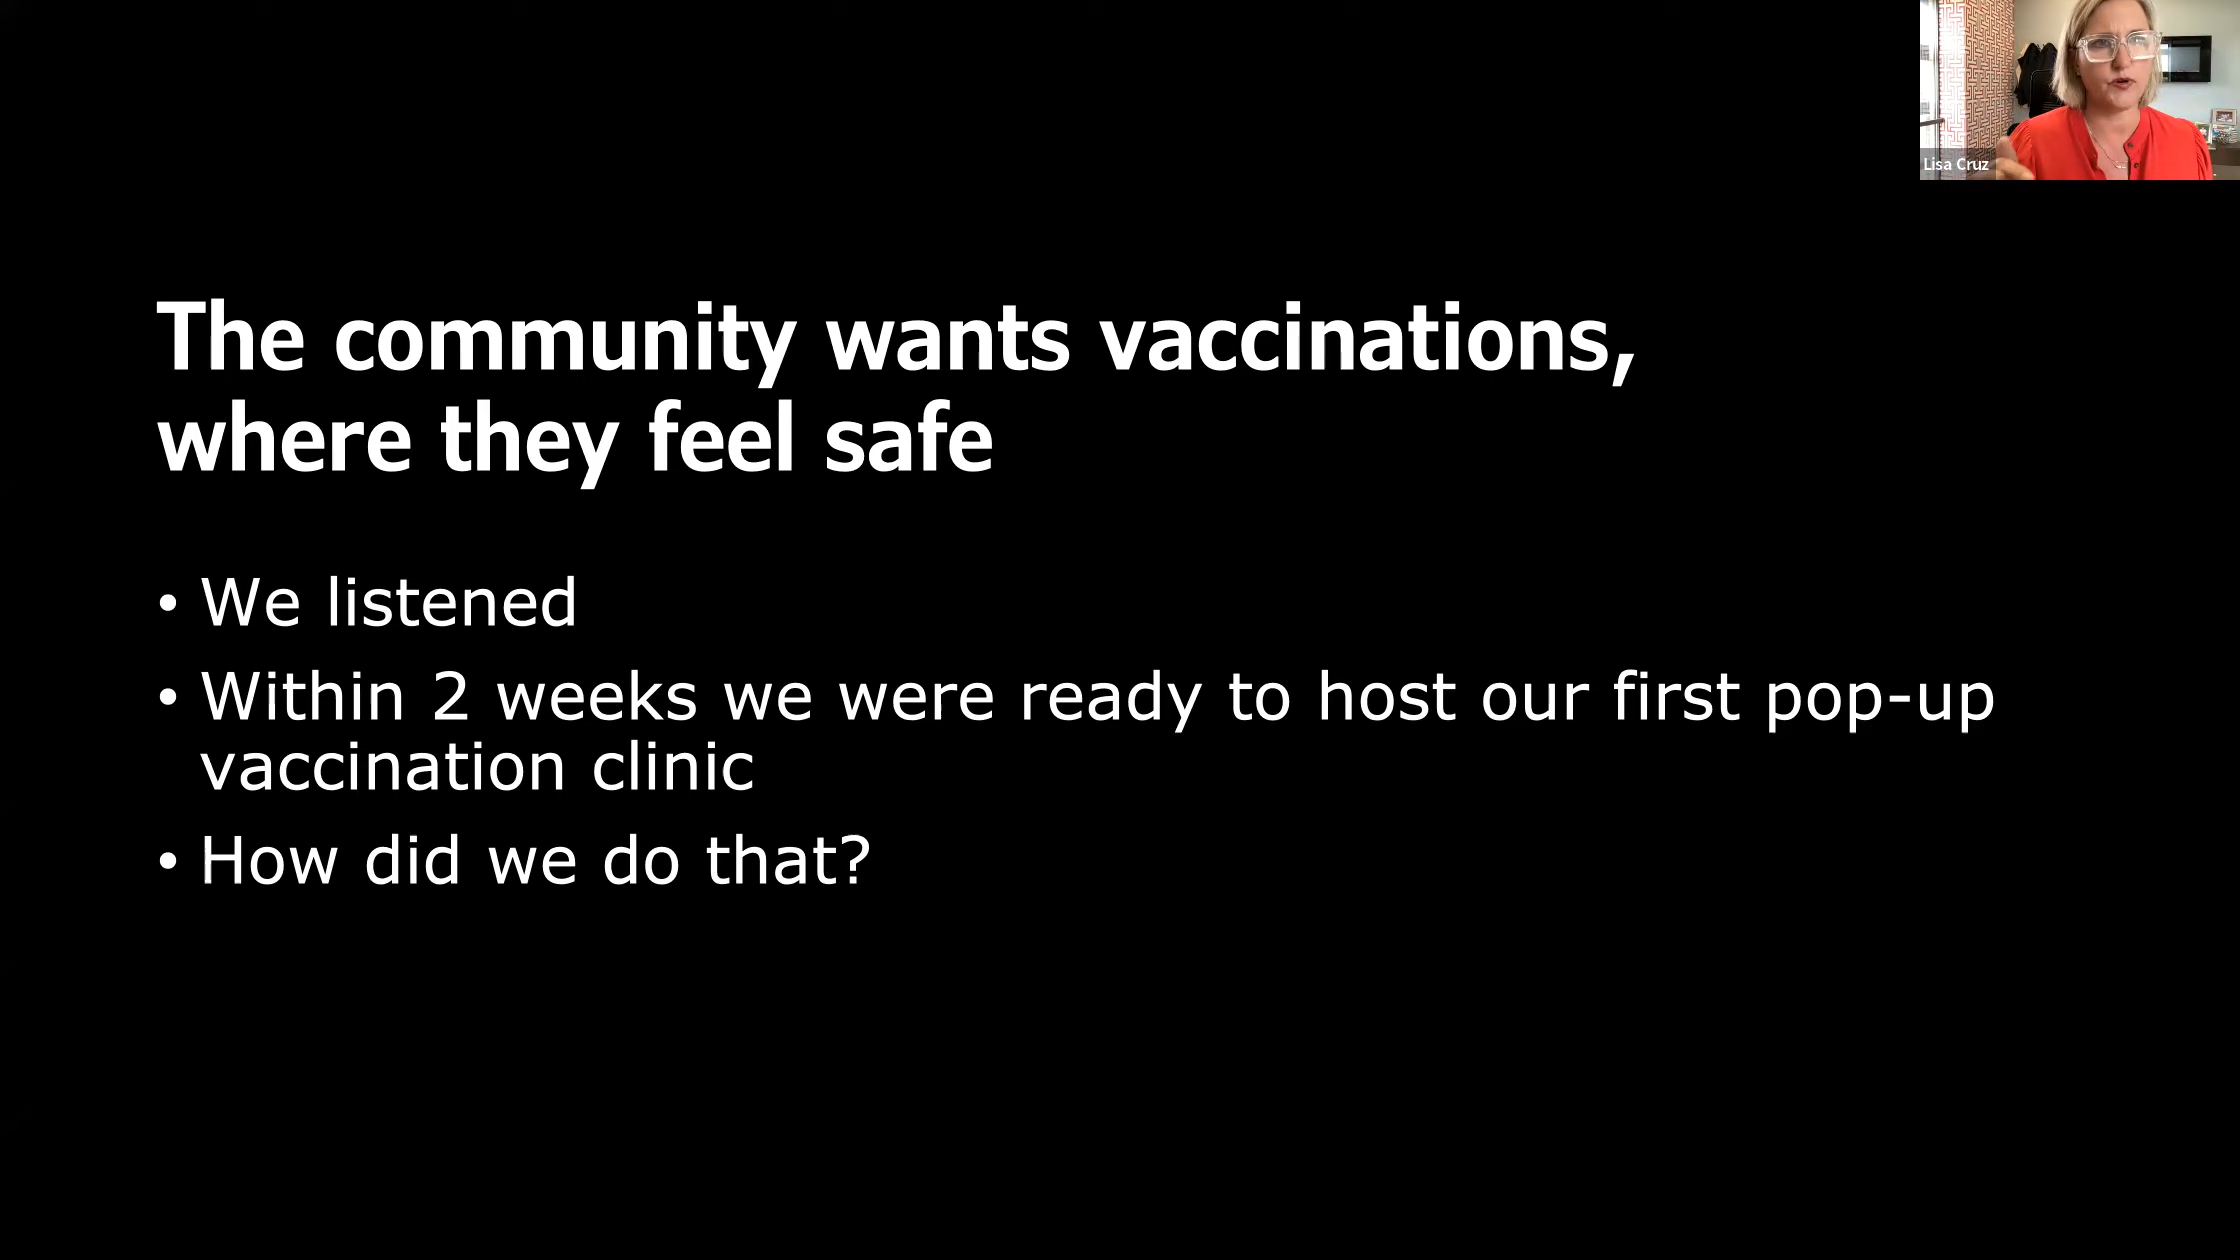 Lisa Cruz
The community wants vaccinations,
where they feel safe
• We listened
• Within 2 weeks we were ready to host our first pop-up
vaccination clinic
• How did we do that?